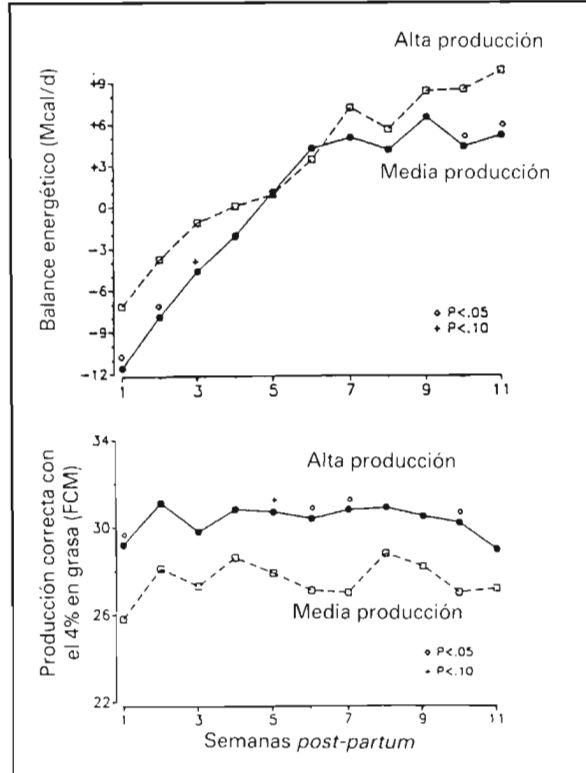 Alta producción
Balance energético (Mcal/d)
+9
+6
+3
0
-3
-6
-9
-12
Media producción
◦ P<.05
+ P<.10
1 3 5 7 9 11
Producción correcta con
el 4% en grasa (FCM)
34
30
26
22
Alta producción
Media producción
◦ P<.05
+ P<.10
1 3 5 7 9 11
Semanas post-partum